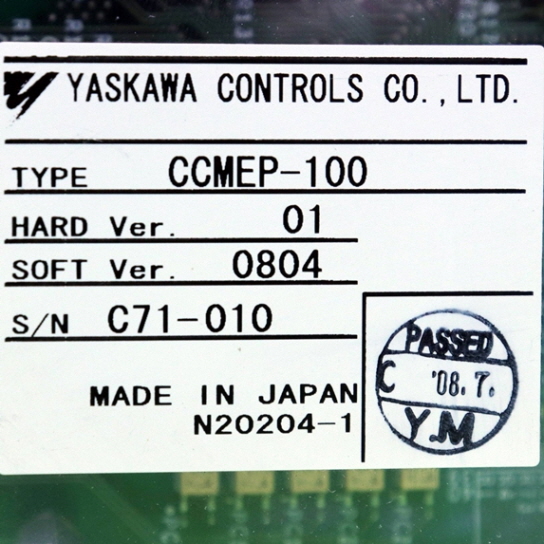 YASKAWA CONTROLS CO.,LTD.
TYPE CCMEP-100
HARD Ver. 01
SOFT Ver. 0804
S/N C71-010
PASSED
C '08.7.
Y.M
MADE IN JAPAN
N20204-1